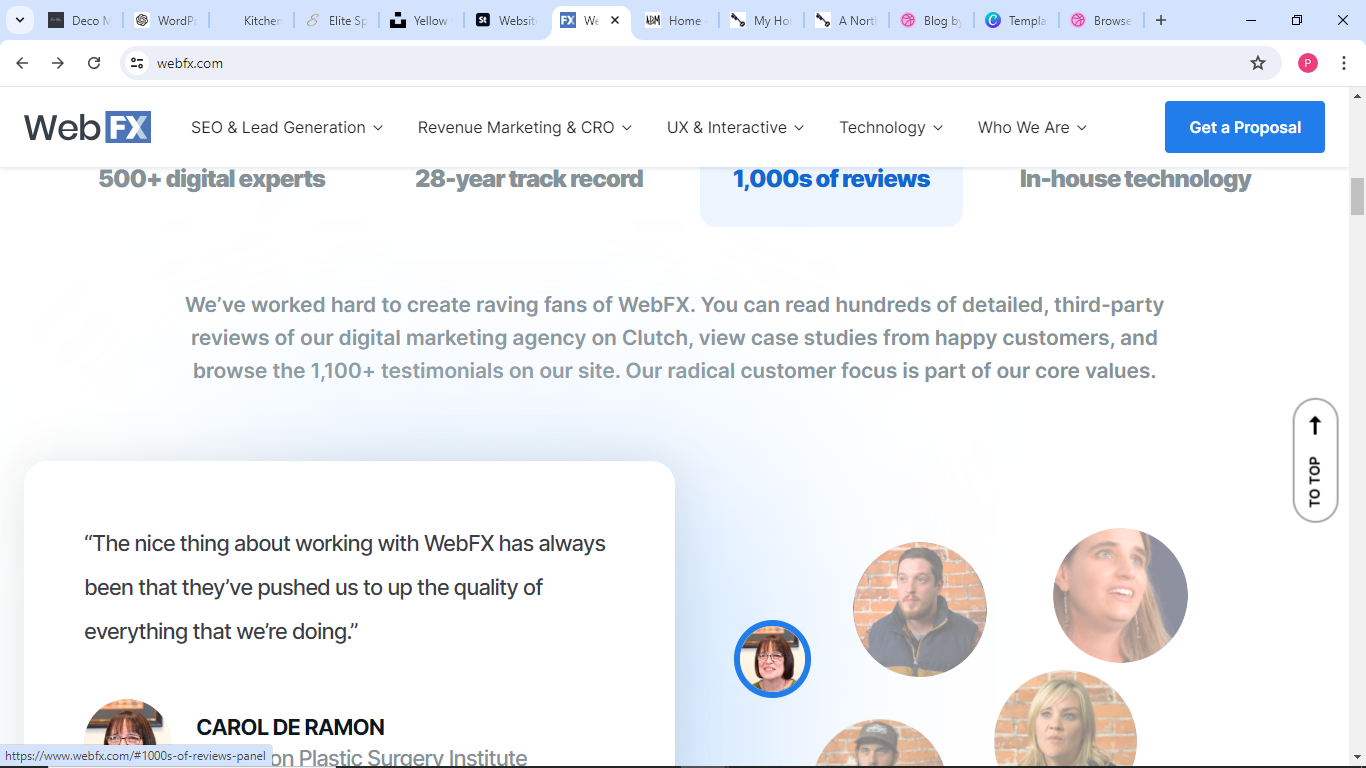 Deco M
WordP
Kitchen
Elite Sp
Yellow
St
Websit
FX
We
ABM
Home
My Ho
A Nort
Blog by
Templa
Browse
webfx.com
P
Web FX
SEO & Lead Generation
Revenue Marketing & CRO
UX & Interactive
Technology
Who We Are
Get a Proposal
500+ digital experts
28-year track record
1,000s of reviews
In-house technology
We’ve worked hard to create raving fans of WebFX. You can read hundreds of detailed, third-party
reviews of our digital marketing agency on Clutch, view case studies from happy customers, and
browse the 1,100+ testimonials on our site. Our radical customer focus is part of our core values.
TO TOP
“The nice thing about working with WebFX has always
been that they’ve pushed us to up the quality of
everything that we’re doing.”
CAROL DE RAMON
on Plastic Surgery Institute
https://www.webfx.com/#1000s-of-reviews-panel